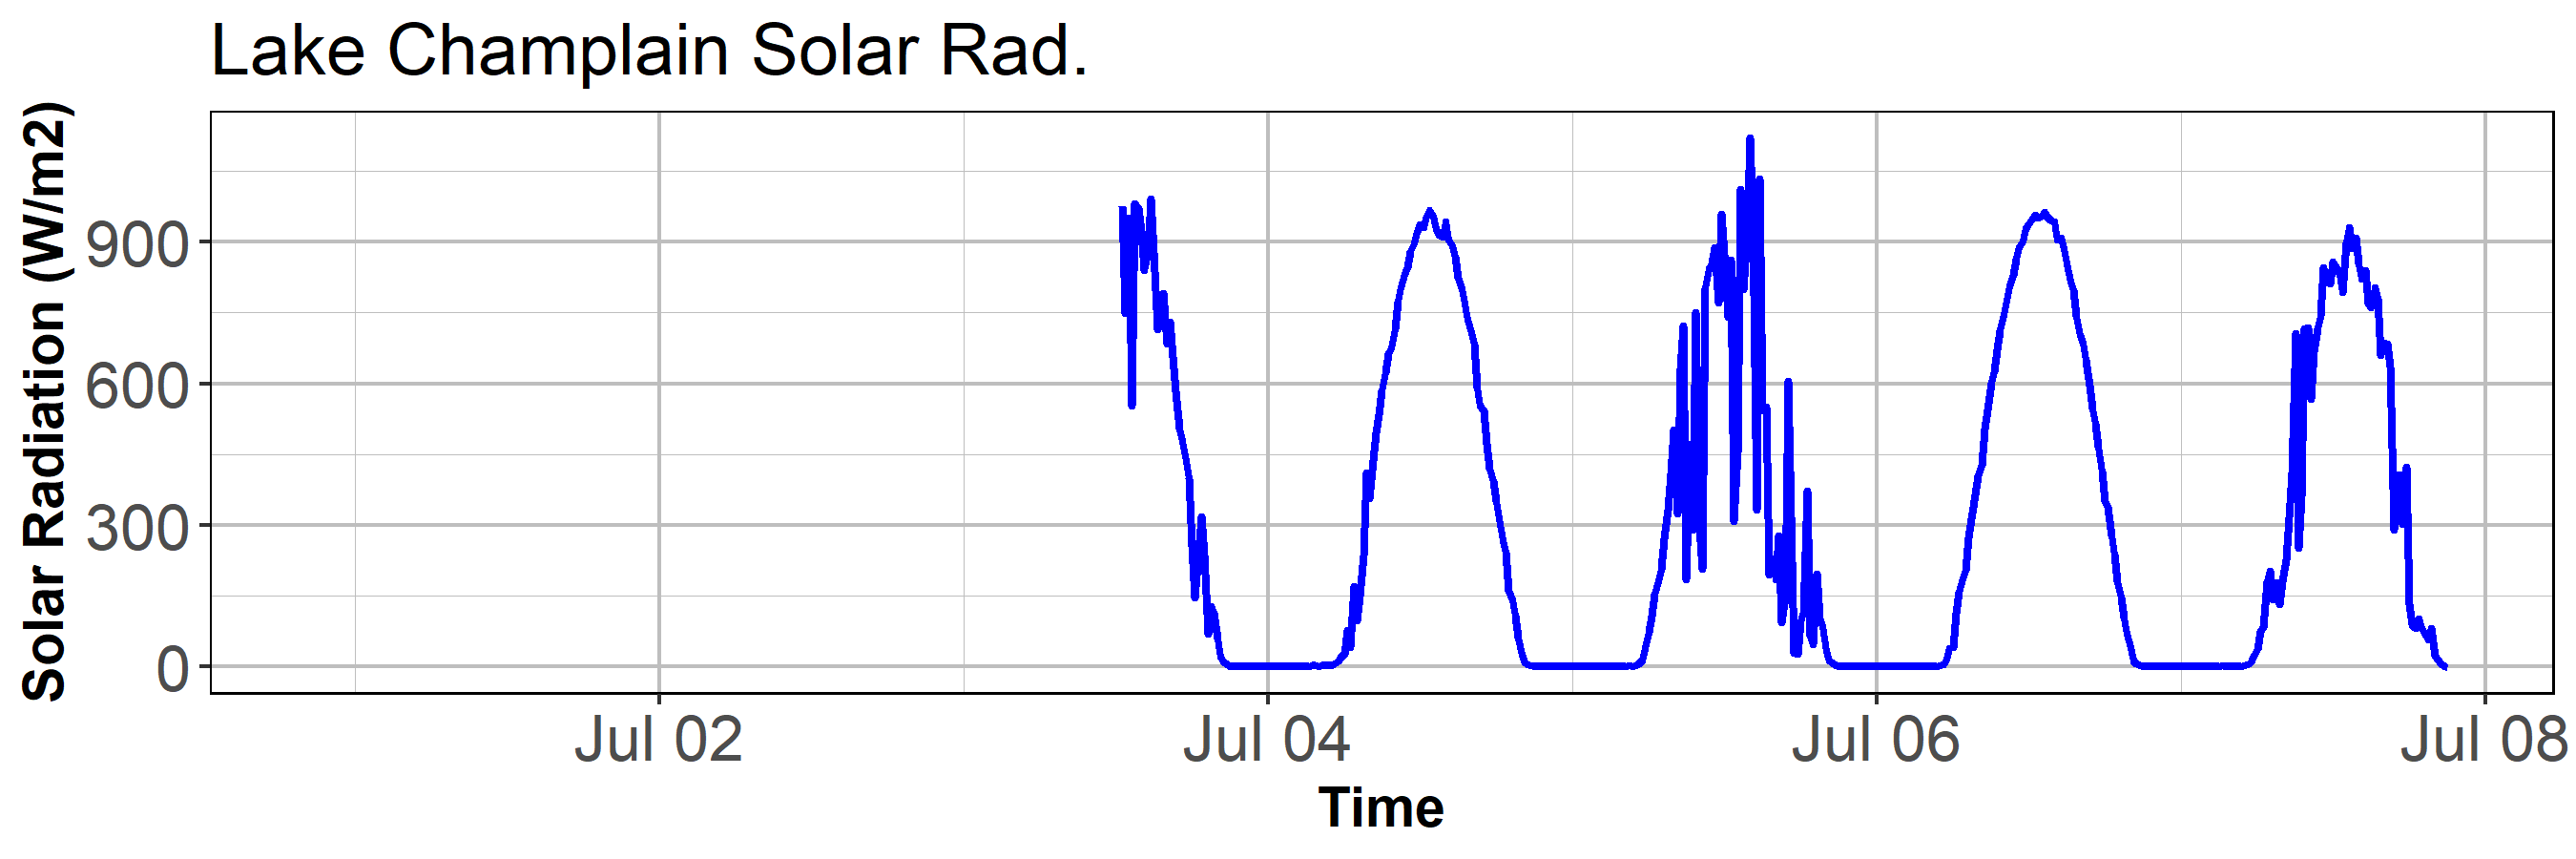 Lake Champlain Solar Rad.
Solar Radiation (W/m2)
900
600
300
0
Jul 02 Jul 04 Jul 06 Jul 08
Time